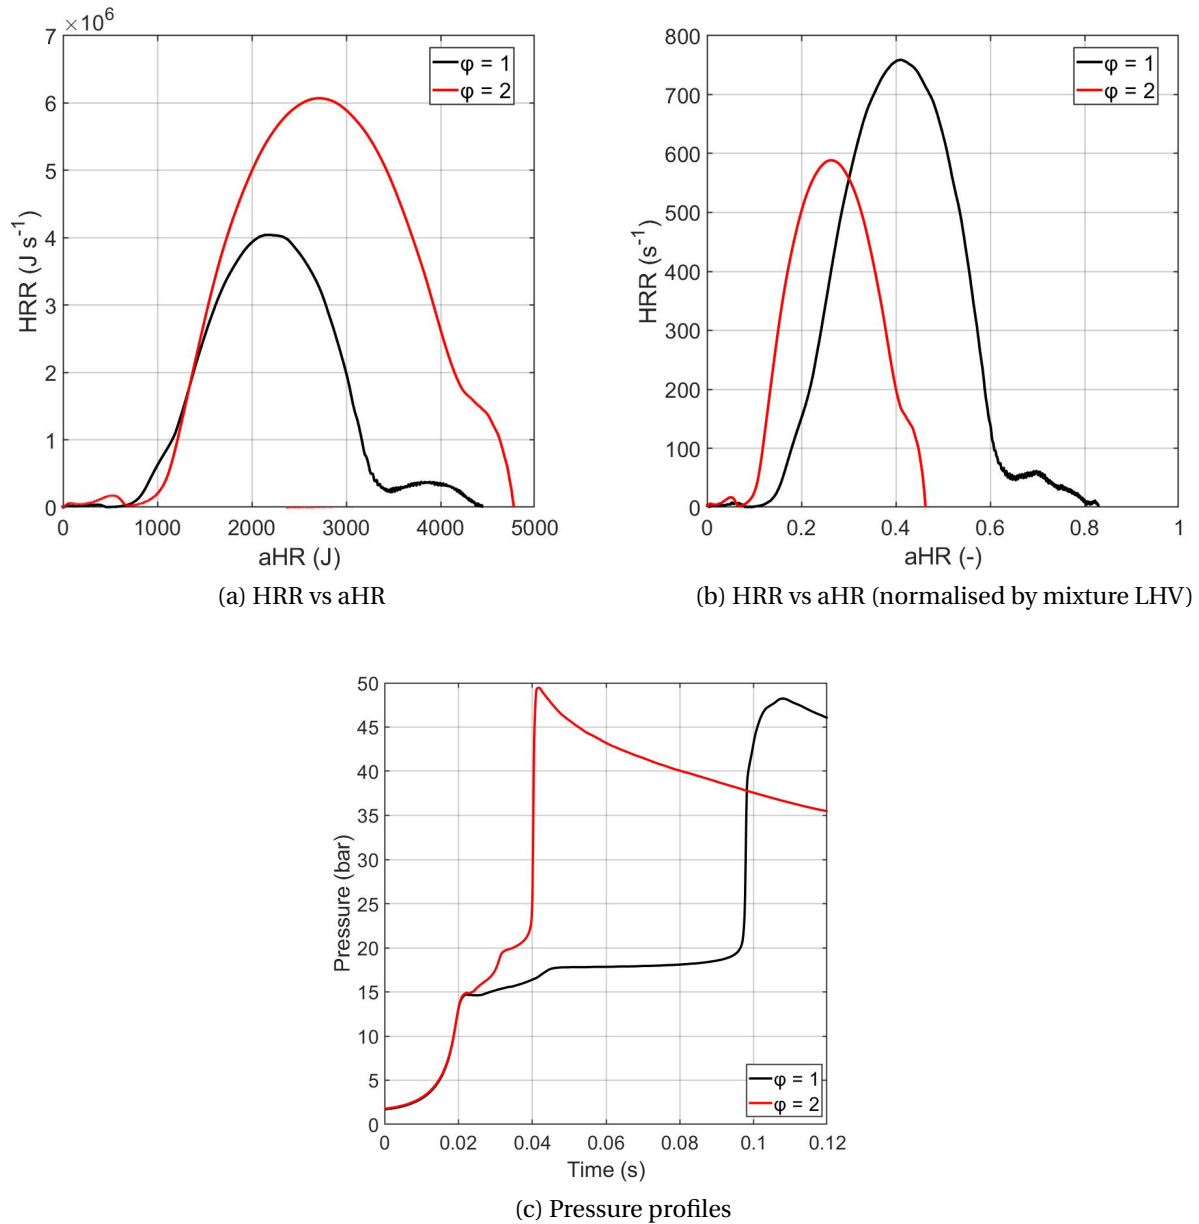 × 10⁶
7
6
5
4
3
2
1
0
HRR (J s⁻¹)
φ = 1
φ = 2
0 1000 2000 3000 4000 5000
aHR (J)
(a) HRR vs aHR
800
700
600
500
400
300
200
100
0
HRR (s⁻¹)
φ = 1
φ = 2
0 0.2 0.4 0.6 0.8 1
aHR (-)
(b) HRR vs aHR (normalised by mixture LHV)
50
45
40
35
30
25
20
15
10
5
0
Pressure (bar)
φ = 1
φ = 2
0 0.02 0.04 0.06 0.08 0.1 0.12
Time (s)
(c) Pressure profiles